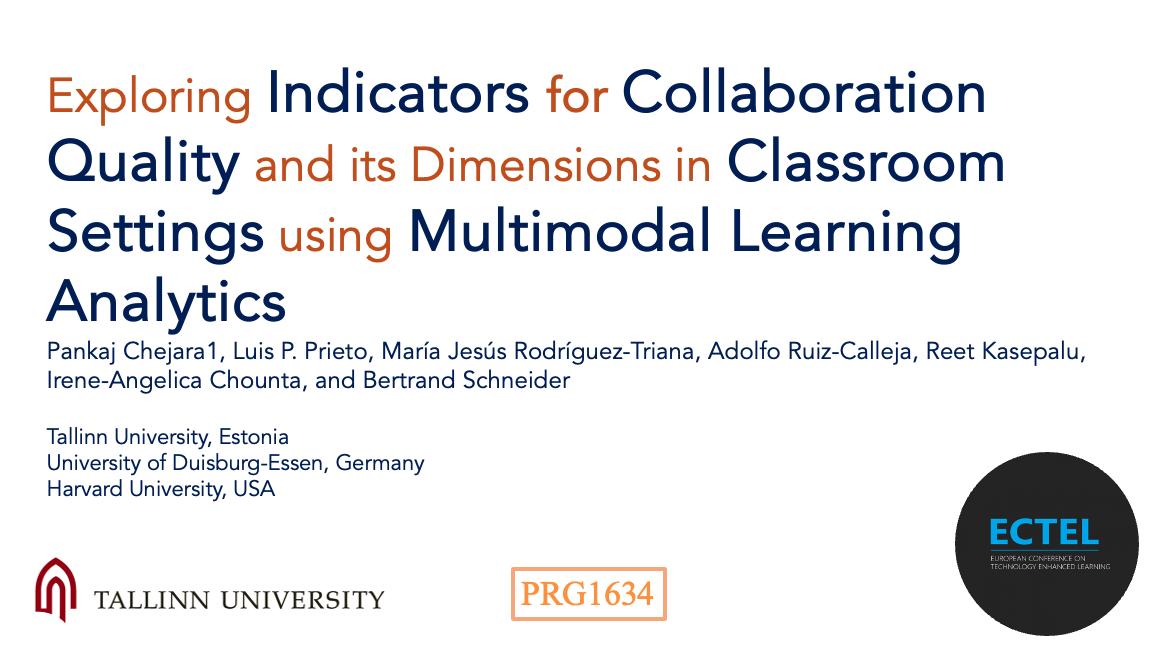 Exploring Indicators for Collaboration
Quality and its Dimensions in Classroom
Settings using Multimodal Learning
Analytics
Pankaj Chejara1, Luis P. Prieto, María Jesús Rodríguez-Triana, Adolfo Ruiz-Calleja, Reet Kasepalu,
Irene-Angelica Chounta, and Bertrand Schneider
Tallinn University, Estonia
University of Duisburg-Essen, Germany
Harvard University, USA
ECTEL
EUROPEAN CONFERENCE ON
TECHNOLOGY ENHANCED LEARNING
TALLINN UNIVERSITY
PRG1634